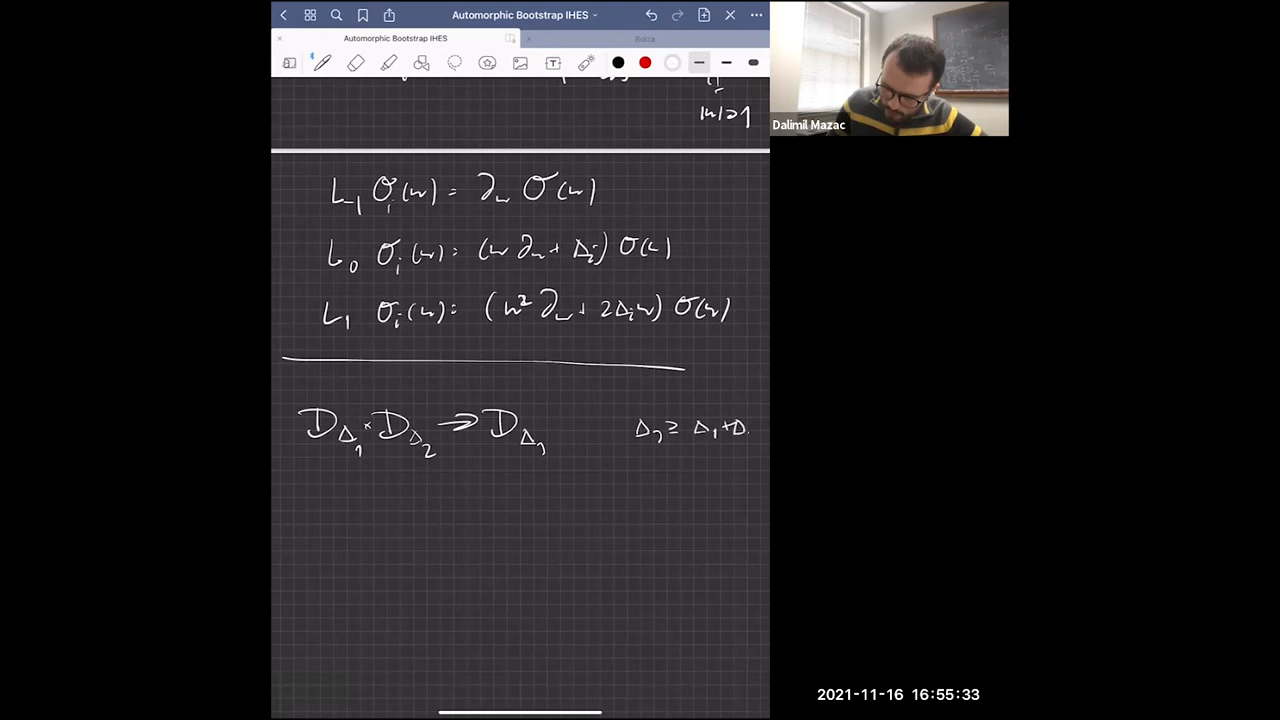 Automorphic Bootstrap IHES
Automorphic Bootstrap IHES
Bolza
Dalimil Mazac
|w|>1
L₋₁ O_i(w) = ∂_w O(w)
L₀ O_i(w) = (w ∂_w + Δ_i) O(w)
L₁ O_i(w) = (w² ∂_w + 2Δ_i w) O(w)
D_Δ₁ × D_Δ₂ → D_Δ₃ Δ₃ ≥ Δ₁+Δ
2021-11-16 16:55:33